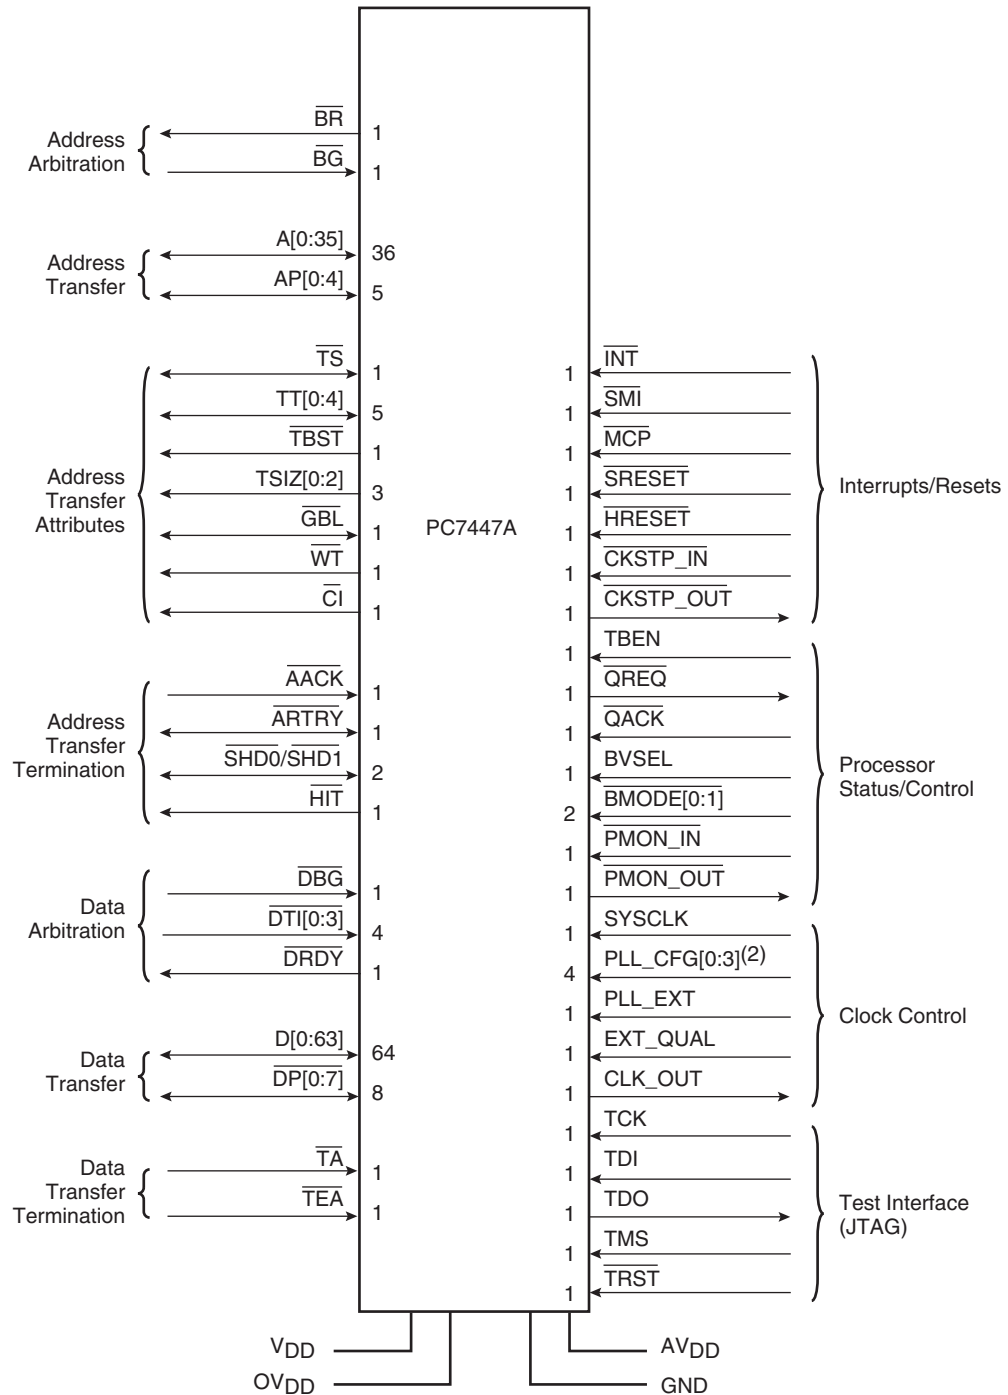 Address
Arbitration
BR
1
BG
1
Address
Transfer
A[0:35]
36
AP[0:4]
5
Address
Transfer
Attributes
TS
1
TT[0:4]
5
TBST
1
TSIZ[0:2]
3
GBL
1
WT
1
CI
1
Address
Transfer
Termination
AACK
1
ARTRY
1
SHD0/SHD1
2
HIT
1
Data
Arbitration
DBG
1
DTI[0:3]
4
DRDY
1
Data
Transfer
D[0:63]
64
DP[0:7]
8
Data
Transfer
Termination
TA
1
TEA
1
PC7447A
1
INT
1
SMI
1
MCP
1
SRESET
1
HRESET
1
CKSTP_IN
1
CKSTP_OUT
Interrupts/Resets
1
TBEN
1
QREQ
1
QACK
1
BVSEL
2
BMODE[0:1]
1
PMON_IN
1
PMON_OUT
Processor
Status/Control
1
SYSCLK
4
PLL_CFG[0:3](2)
1
PLL_EXT
1
EXT_QUAL
1
CLK_OUT
Clock Control
1
TCK
1
TDI
1
TDO
1
TMS
1
TRST
Test Interface
(JTAG)
VDD
OVDD
AVDD
GND